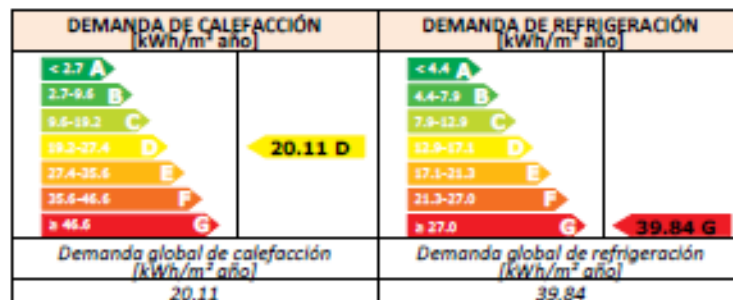 DEMANDA DE CALEFACCIÓN
[kWh/m² año]
< 2.7 A
2.7-9.6 B
9.6-19.2 C
19.2-27.4 D
27.4-35.6 E
35.6-46.6 F
≥ 46.6 G
20.11 D
Demanda global de calefacción
[kWh/m² año]
20.11
DEMANDA DE REFRIGERACIÓN
[kWh/m² año]
< 4.4 A
4.4-7.9 B
7.9-12.9 C
12.9-17.1 D
17.1-21.3 E
21.3-27.0 F
≥ 27.0 G
39.84 G
Demanda global de refrigeración
[kWh/m² año]
39.84